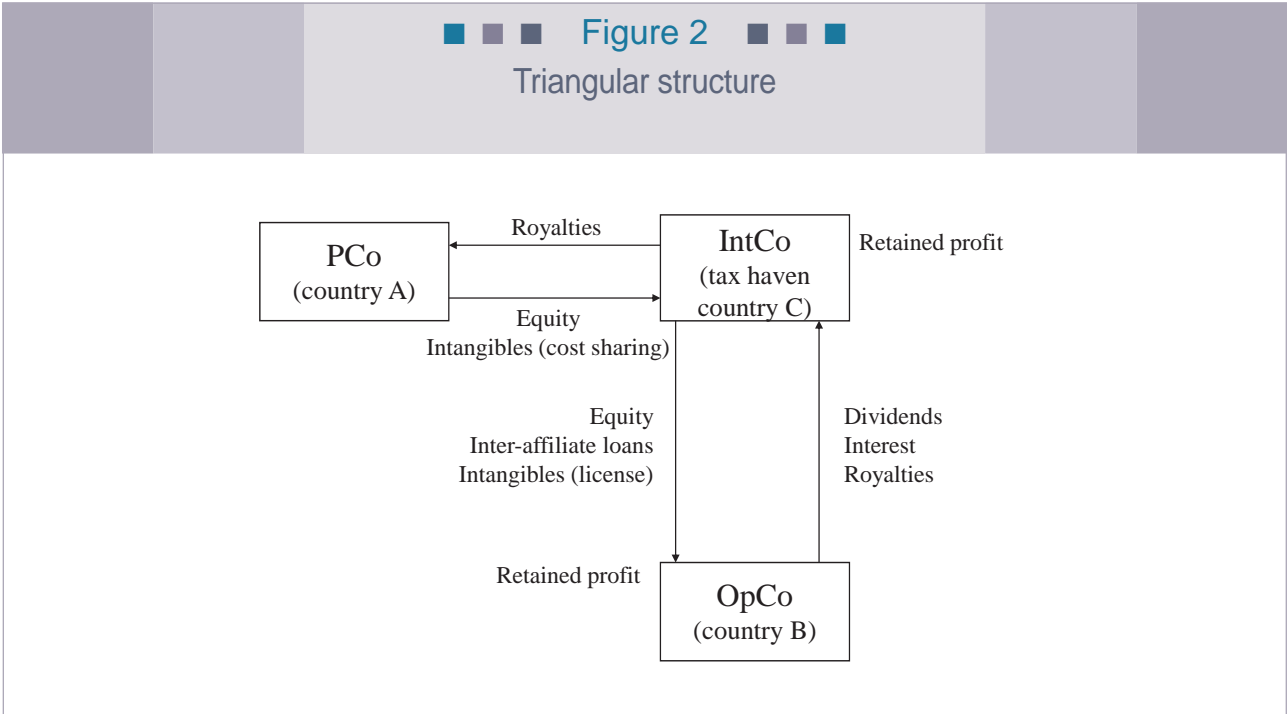 Figure 2
Triangular structure
PCo
(country A)
Royalties
Equity
Intangibles (cost sharing)
IntCo
(tax haven
country C)
Retained profit
Equity
Inter-affiliate loans
Intangibles (license)
Dividends
Interest
Royalties
Retained profit
OpCo
(country B)